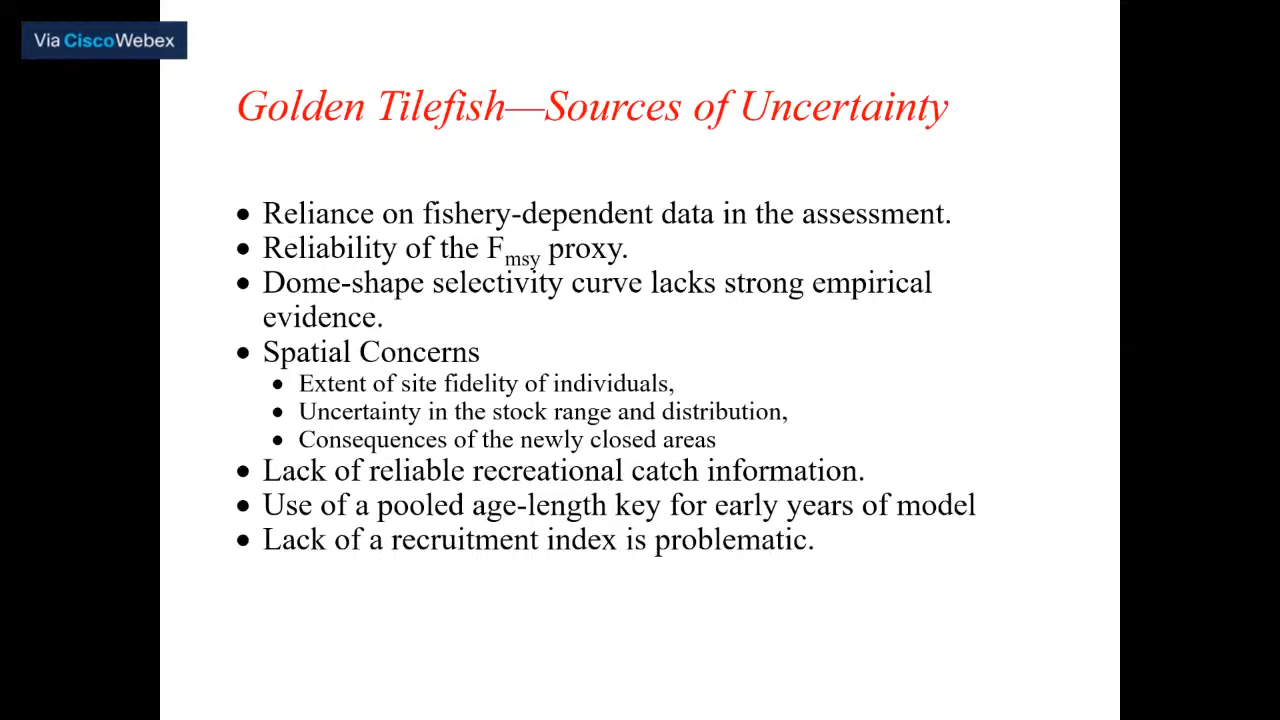 Via CiscoWebex
Golden Tilefish—Sources of Uncertainty
• Reliance on fishery-dependent data in the assessment.
• Reliability of the Fmsy proxy.
• Dome-shape selectivity curve lacks strong empirical
evidence.
• Spatial Concerns
• Extent of site fidelity of individuals,
• Uncertainty in the stock range and distribution,
• Consequences of the newly closed areas
• Lack of reliable recreational catch information.
• Use of a pooled age-length key for early years of model
• Lack of a recruitment index is problematic.